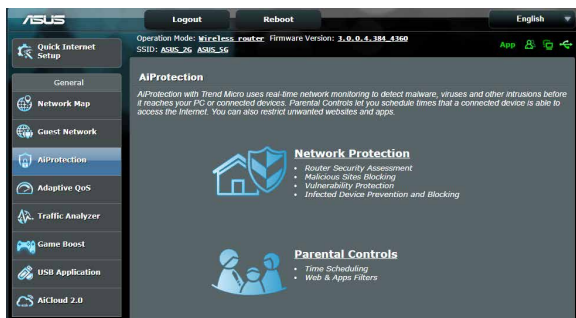 ASUS
Logout
Reboot
English
Quick Internet
Setup
Operation Mode: Wireless router Firmware Version: 3.0.0.4.384_4360
SSID: ASUS_2G ASUS_5G
App
General
Network Map
Guest Network
AiProtection
Adaptive QoS
Traffic Analyzer
Game Boost
USB Application
AiCloud 2.0
AiProtection
AiProtection with Trend Micro uses real-time network monitoring to detect malware, viruses and other intrusions before
it reaches your PC or connected devices. Parental Controls let you schedule times that a connected device is able to
access the Internet. You can also restrict unwanted websites and apps.
Network Protection
• Router Security Assessment
• Malicious Sites Blocking
• Vulnerability Protection
• Infected Device Prevention and Blocking
Parental Controls
• Time Scheduling
• Web & Apps Filters